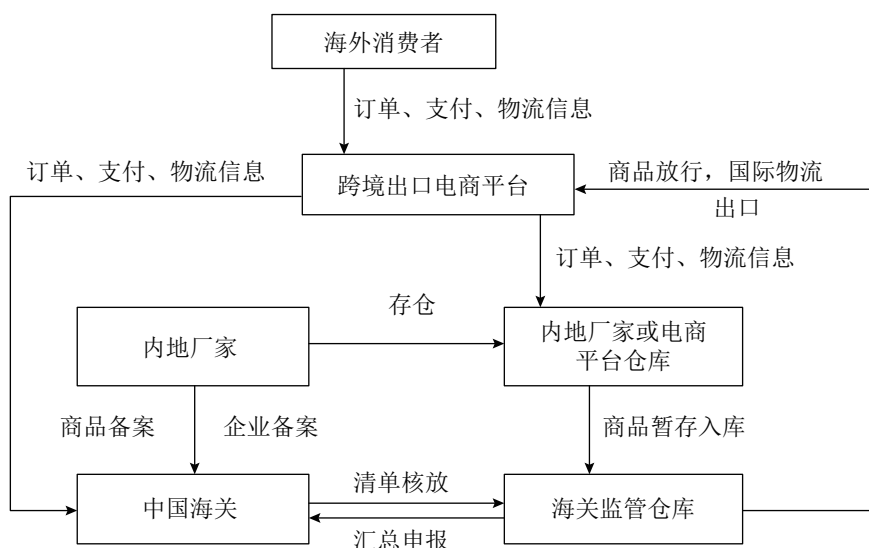 海外消费者
订单、支付、物流信息
订单、支付、物流信息
跨境出口电商平台
商品放行，国际物流
出口
订单、支付、物流信息
存仓
内地厂家
内地厂家或电商
平台仓库
商品备案
企业备案
商品暂存入库
中国海关
清单核放
汇总申报
海关监管仓库